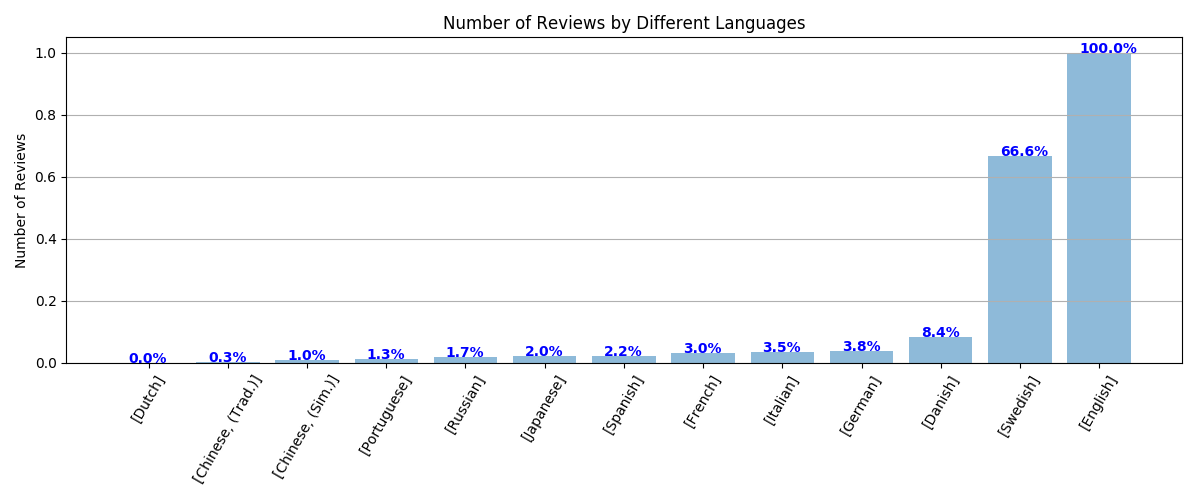 Number of Reviews by Different Languages
Number of Reviews
1.0
0.8
0.6
0.4
0.2
0.0
0.0%
0.3%
1.0%
1.3%
1.7%
2.0%
2.2%
3.0%
3.5%
3.8%
8.4%
66.6%
100.0%
[Dutch]
[Chinese, (Trad.)]
[Chinese, (Sim.)]
[Portuguese]
[Russian]
[Japanese]
[Spanish]
[French]
[Italian]
[German]
[Danish]
[Swedish]
[English]